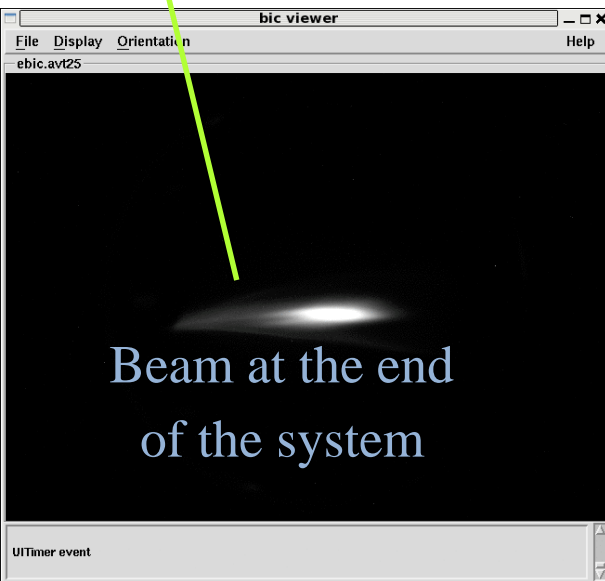 bic viewer
File Display Orientation Help
ebic.avt25
Beam at the end
of the system
UITimer event